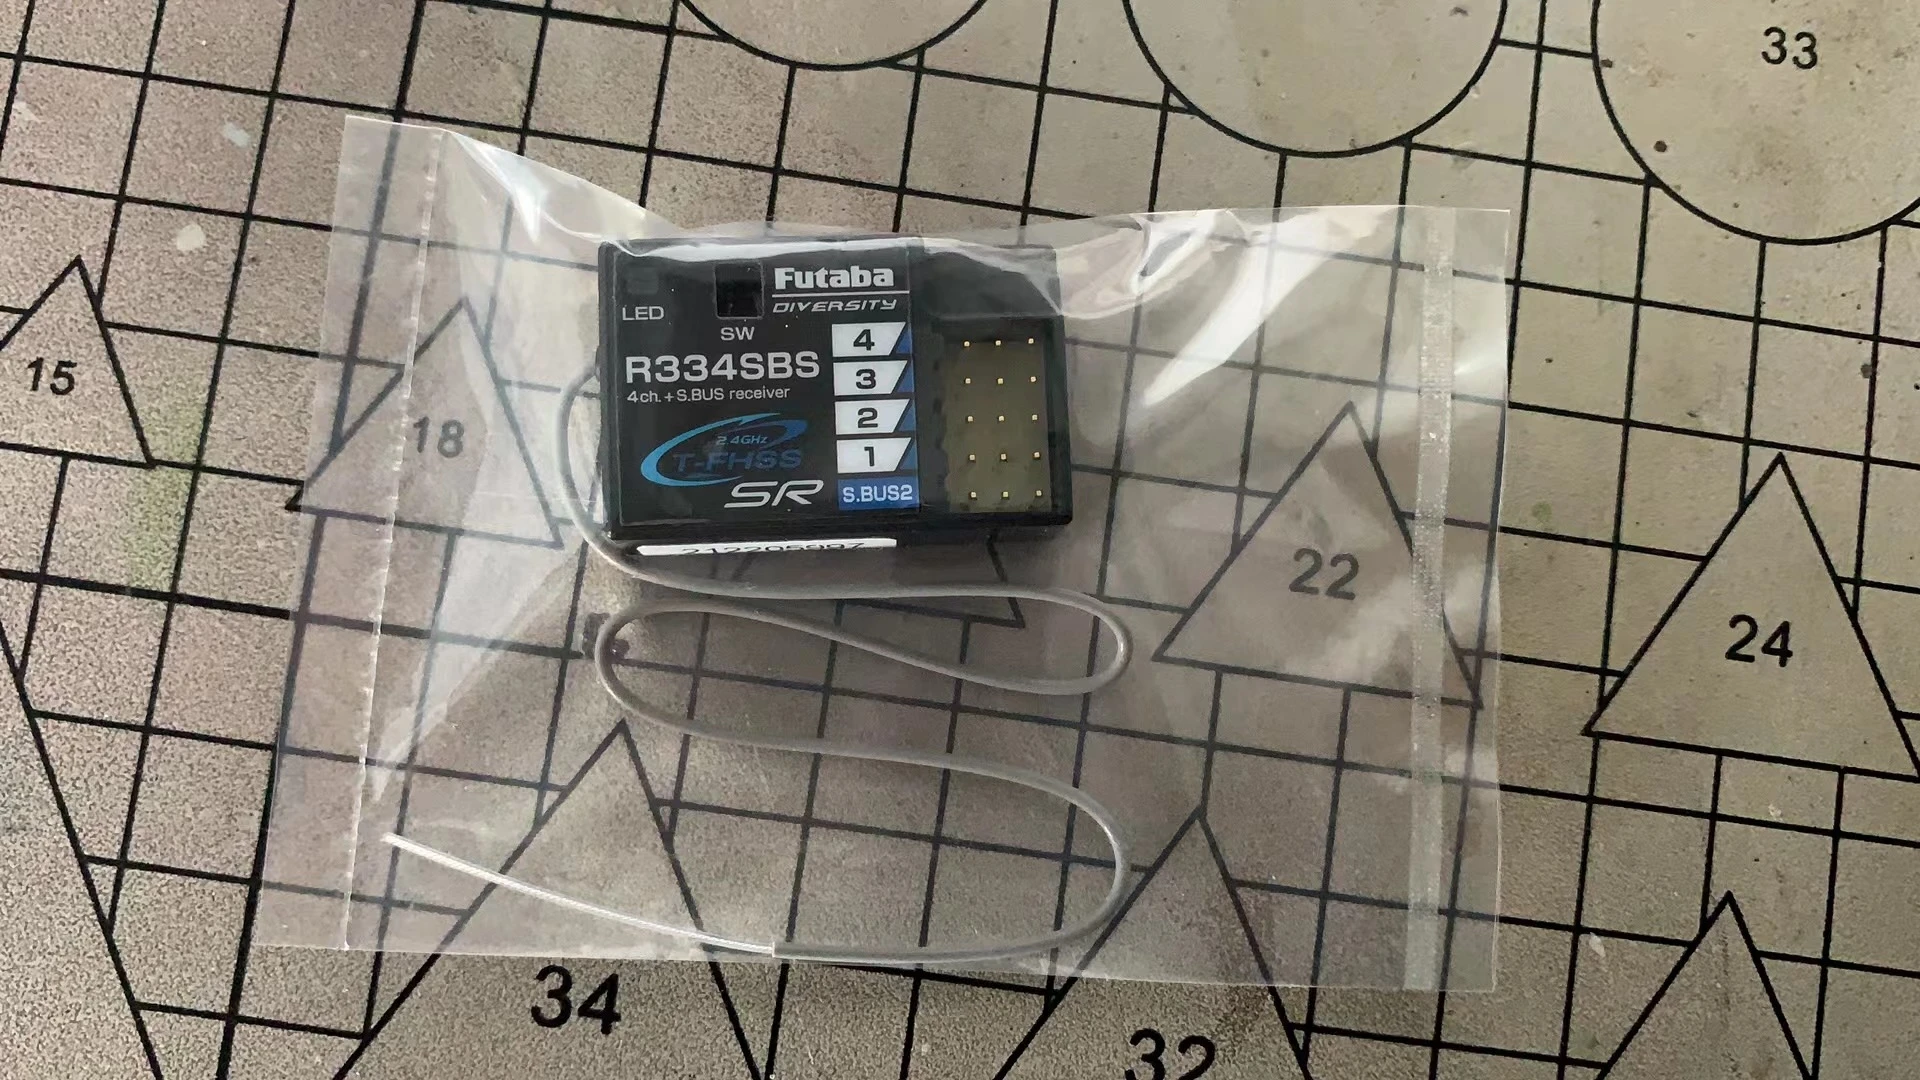 33
Futaba
DIVERSITY
LED
SW
4
R334SBS
3
4ch.+S.BUS receiver
2
2.4GHz
T-FHSS
1
SR
S.BUS2
15
18
22
24
34
32